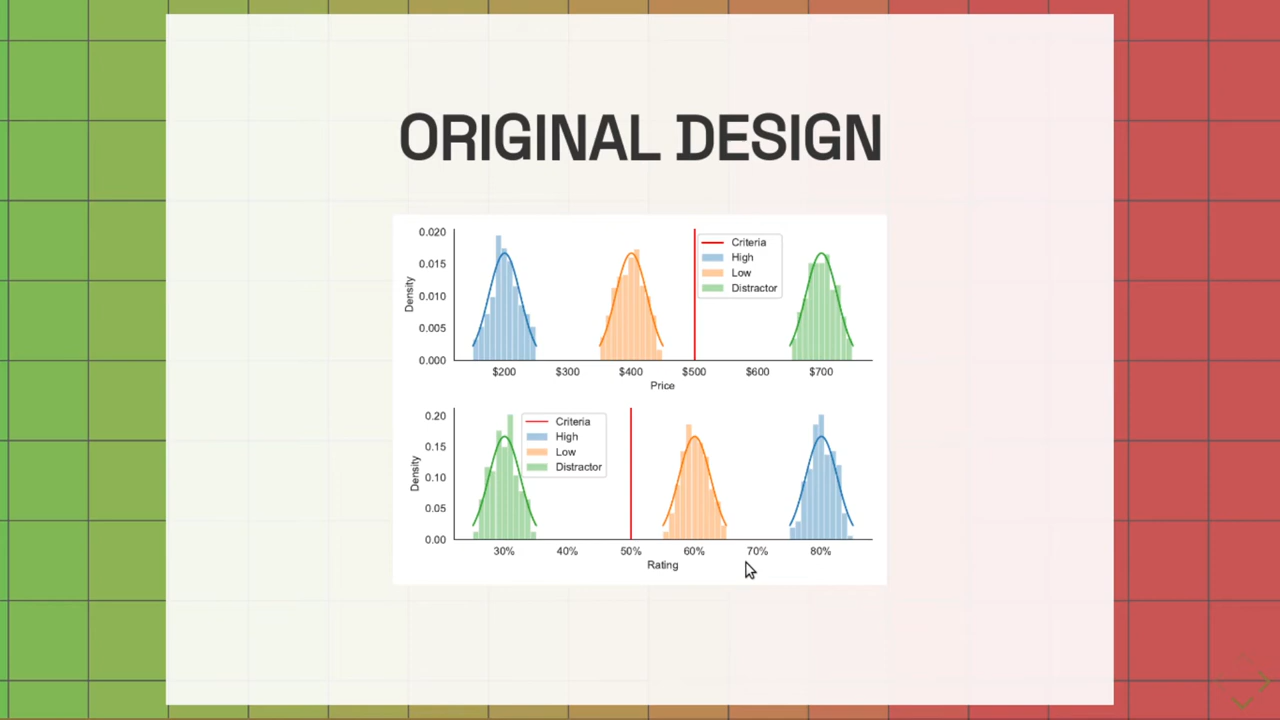 ORIGINAL DESIGN
0.020
0.015
0.010
0.005
0.000
Density
Criteria
High
Low
Distractor
$200 $300 $400 $500 $600 $700
Price
0.20
0.15
0.10
0.05
0.00
Density
Criteria
High
Low
Distractor
30% 40% 50% 60% 70% 80%
Rating